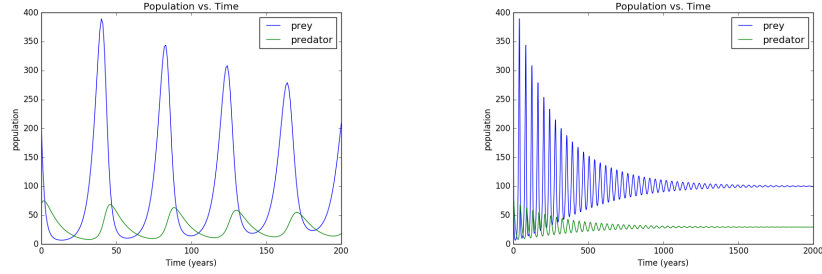 Population vs. Time
400
350
300
250
200
150
100
50
0
population
prey
predator
0 50 100 150 200
Time (years)
Population vs. Time
400
350
300
250
200
150
100
50
0
population
prey
predator
0 500 1000 1500 2000
Time (years)